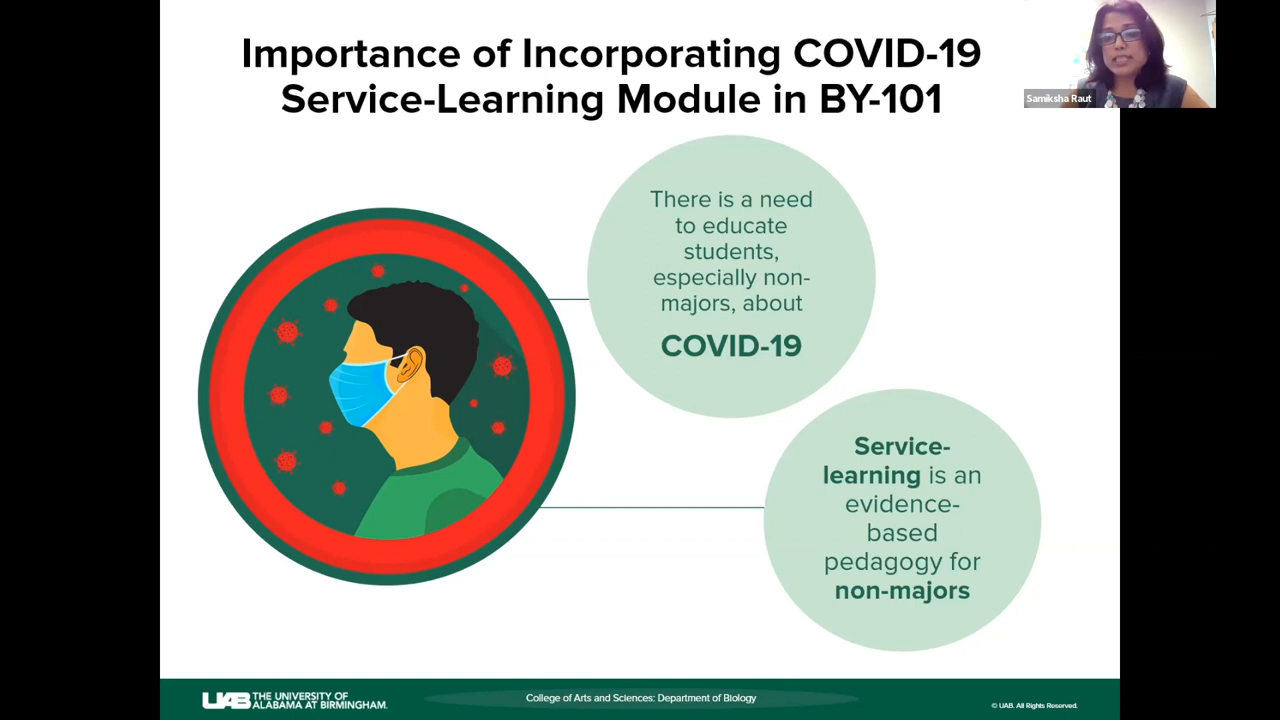 Importance of Incorporating COVID-19
Service-Learning Module in BY-101
Samiksha Raut
There is a need
to educate
students,
especially non-
majors, about
COVID-19
Service-
learning is an
evidence-
based
pedagogy for
non-majors
UAB THE UNIVERSITY OF
ALABAMA AT BIRMINGHAM.
College of Arts and Sciences: Department of Biology
© UAB. All Rights Reserved.